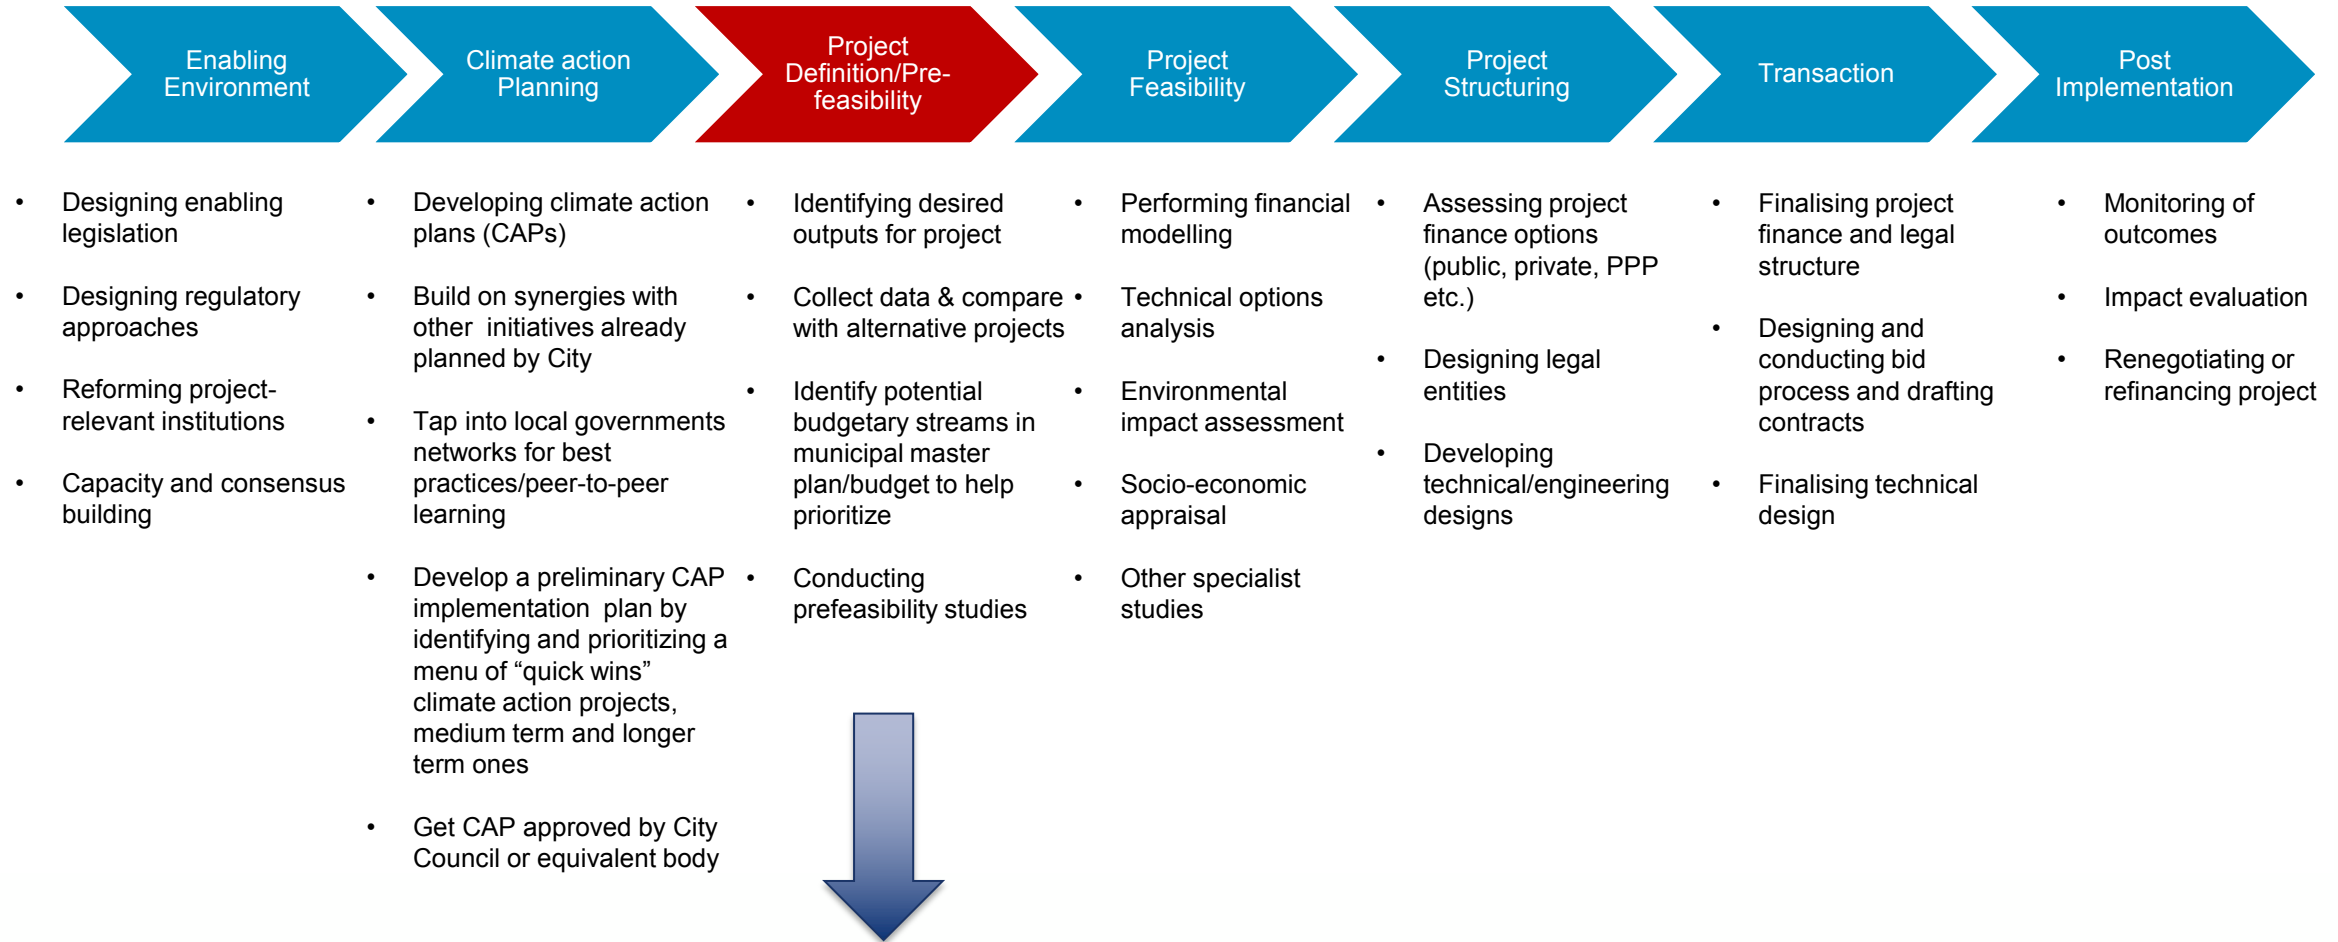 Enabling
Environment
Climate action
Planning
Project
Definition/Pre-
feasibility
Project
Feasibility
Project
Structuring
Transaction
Post
Implementation
• Designing enabling
legislation
• Designing regulatory
approaches
• Reforming project-
relevant institutions
• Capacity and consensus
building
• Developing climate action
plans (CAPs)
• Build on synergies with
other initiatives already
planned by City
• Tap into local governments
networks for best
practices/peer-to-peer
learning
• Develop a preliminary CAP
implementation plan by
identifying and prioritizing a
menu of “quick wins”
climate action projects,
medium term and longer
term ones
• Get CAP approved by City
Council or equivalent body
• Identifying desired
outputs for project
• Collect data & compare
with alternative projects
• Identify potential
budgetary streams in
municipal master
plan/budget to help
prioritize
• Conducting
prefeasibility studies
• Performing financial
modelling
• Technical options
analysis
• Environmental
impact assessment
• Socio-economic
appraisal
• Other specialist
studies
• Assessing project
finance options
(public, private, PPP
etc.)
• Designing legal
entities
• Developing
technical/engineering
designs
• Finalising project
finance and legal
structure
• Designing and
conducting bid
process and drafting
contracts
• Finalising technical
design
• Monitoring of
outcomes
• Impact evaluation
• Renegotiating or
refinancing project